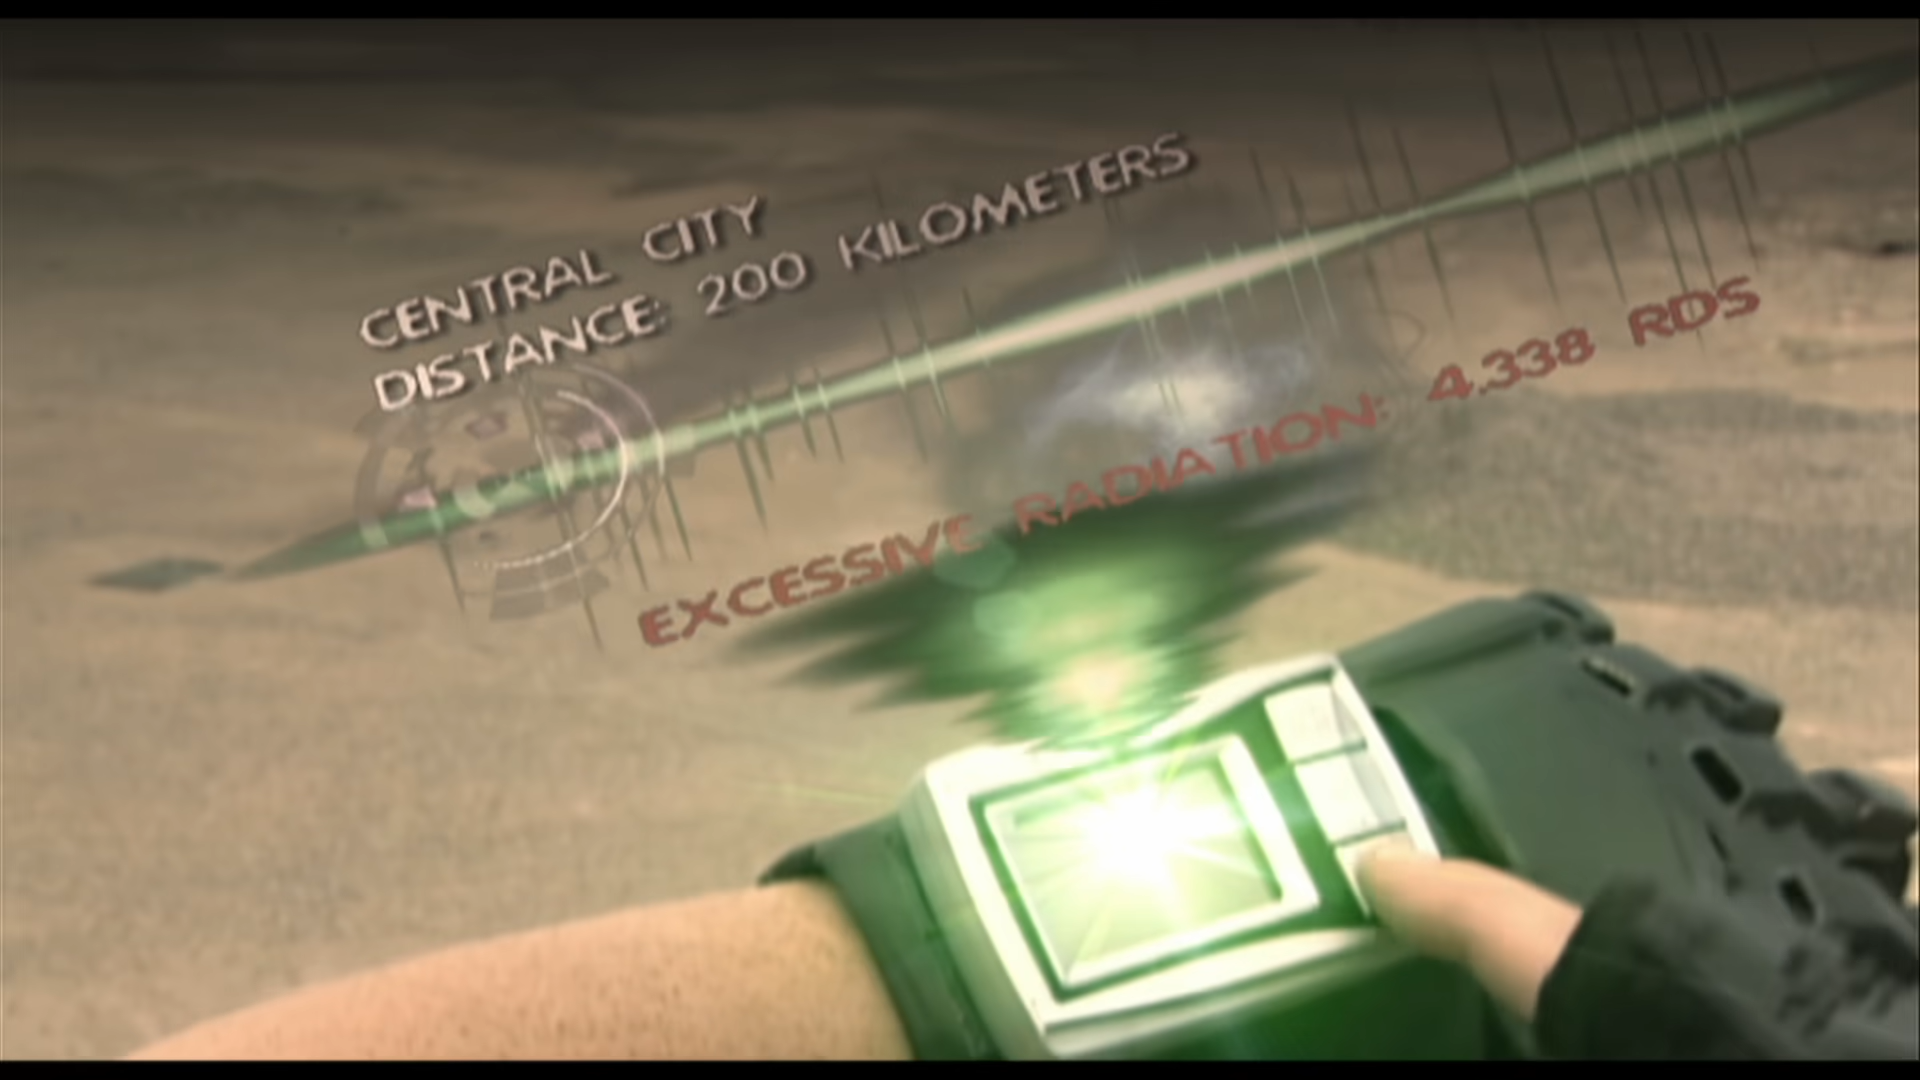 CENTRAL CITY
DISTANCE: 200 KILOMETERS
EXCESSIVE RADIATION: 4.338 RDS